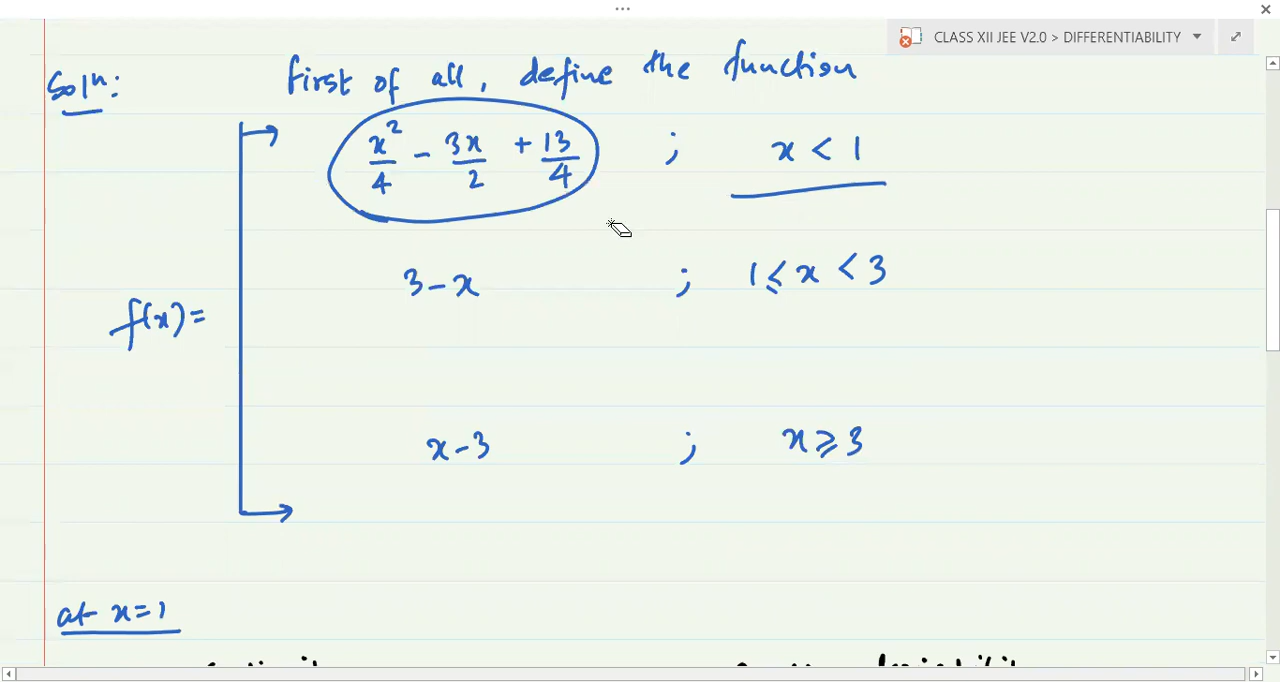 CLASS XII JEE V2.0 > DIFFERENTIABILITY
Solⁿ: first of all, define the function
x²/4 - 3x/2 + 13/4 ; x < 1
3 - x ; 1 ≤ x < 3
f(x) =
x - 3 ; x ≥ 3
at x = 1